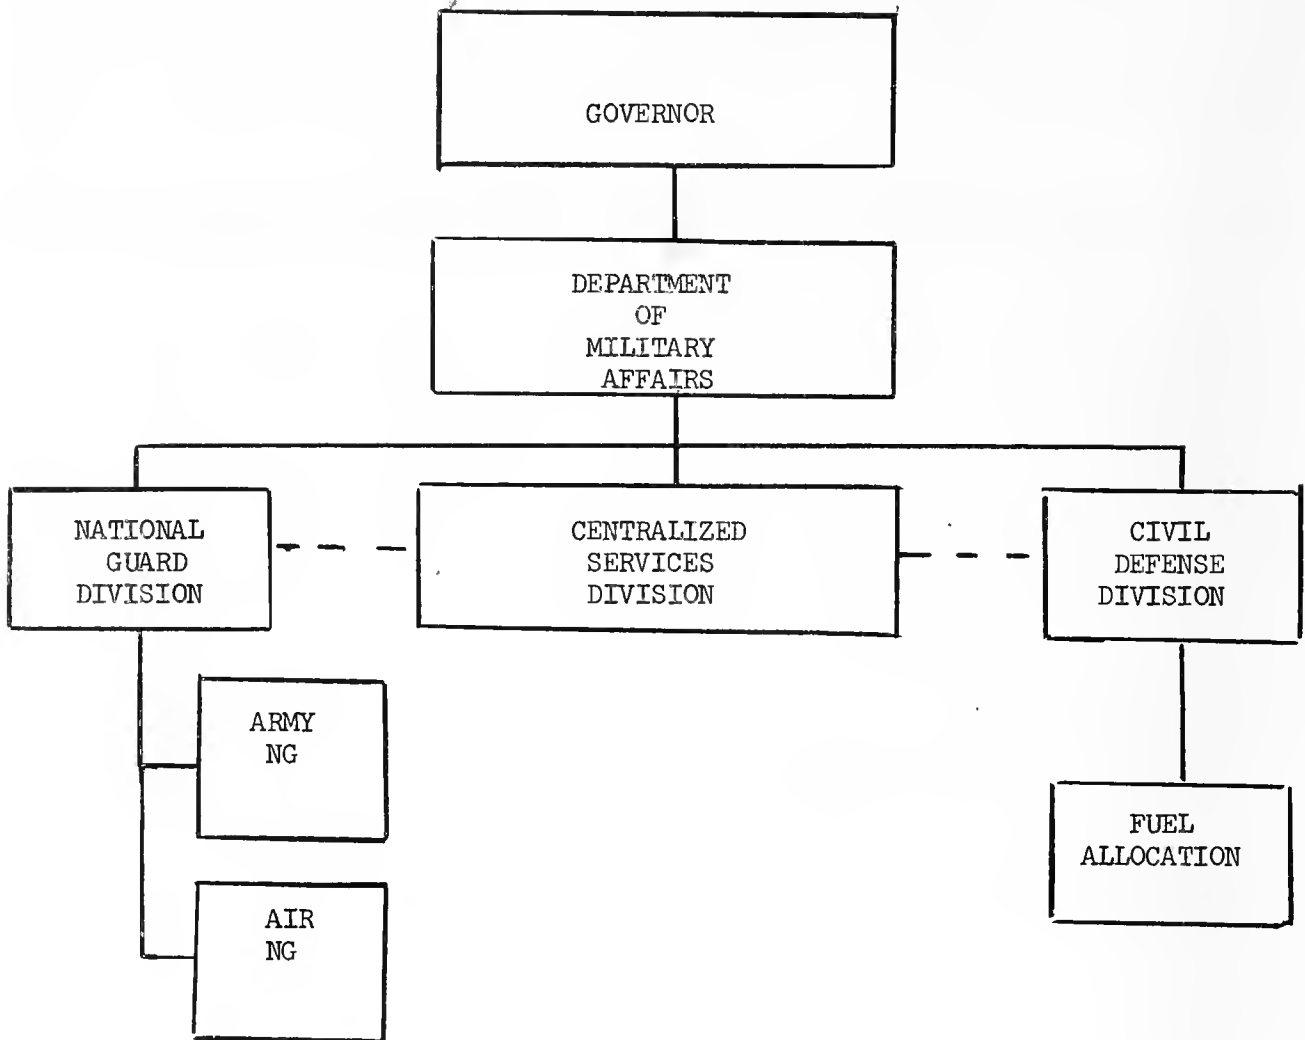 GOVERNOR
DEPARTMENT
OF
MILITARY
AFFAIRS
NATIONAL
GUARD
DIVISION
CENTRALIZED
SERVICES
DIVISION
CIVIL
DEFENSE
DIVISION
ARMY
NG
FUEL
ALLOCATION
AIR
NG